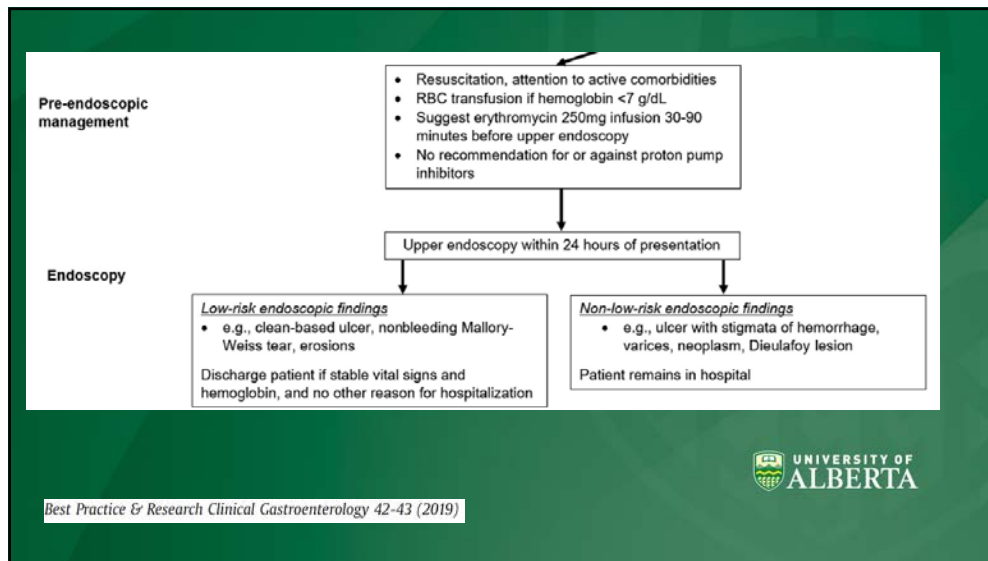 Pre-endoscopic
management
• Resuscitation, attention to active comorbidities
• RBC transfusion if hemoglobin <7 g/dL
• Suggest erythromycin 250mg infusion 30-90
minutes before upper endoscopy
• No recommendation for or against proton pump
inhibitors
Upper endoscopy within 24 hours of presentation
Endoscopy
Low-risk endoscopic findings
• e.g., clean-based ulcer, nonbleeding Mallory-
Weiss tear, erosions
Discharge patient if stable vital signs and
hemoglobin, and no other reason for hospitalization
Non-low-risk endoscopic findings
• e.g., ulcer with stigmata of hemorrhage,
varices, neoplasm, Dieulafoy lesion
Patient remains in hospital
UNIVERSITY OF
ALBERTA
Best Practice & Research Clinical Gastroenterology 42-43 (2019)